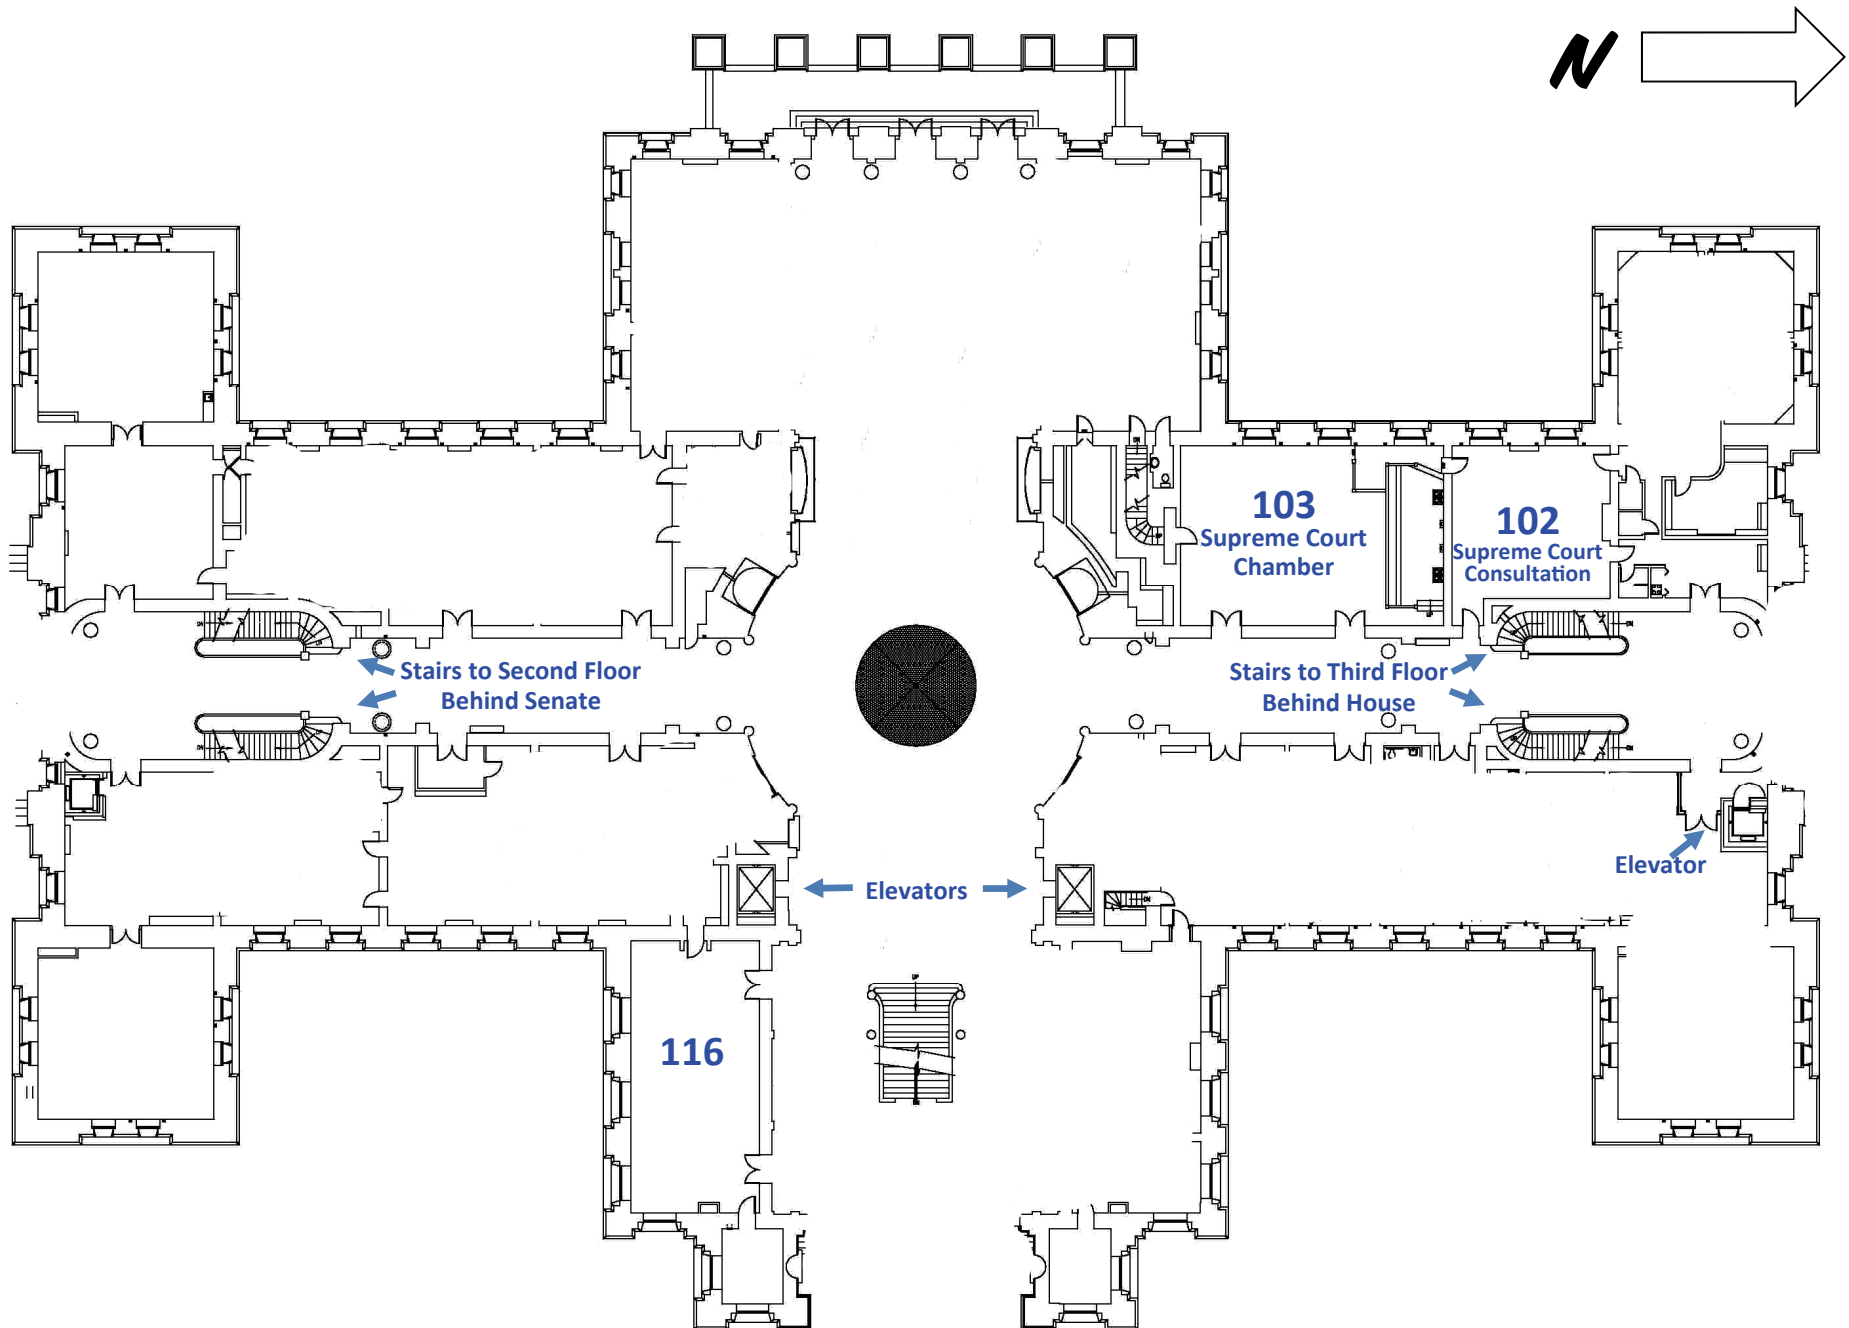 N
103
Supreme Court
Chamber
102
Supreme Court
Consultation
Stairs to Second Floor
Behind Senate
Stairs to Third Floor
Behind House
Elevators
Elevator
116